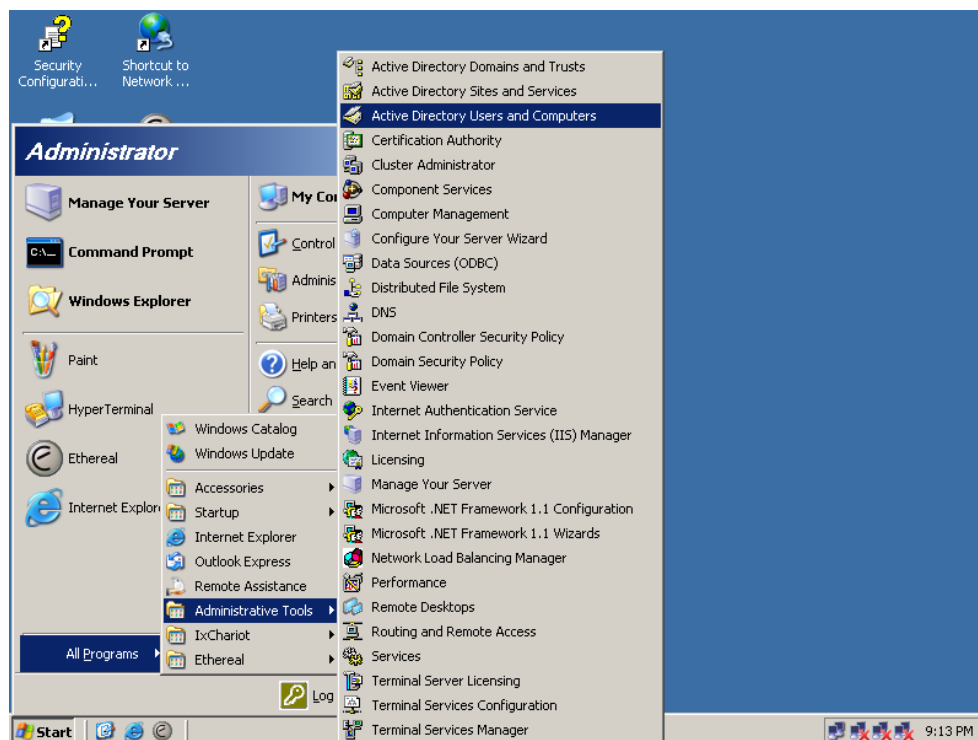 Security
Configurati...
Shortcut to
Network ...
Administrator
Manage Your Server
Command Prompt
Windows Explorer
Paint
HyperTerminal
Ethereal
Internet Explor
All Programs
My Co
Control
Adminis
Printers
Help an
Search
Log
Windows Catalog
Windows Update
Accessories
Startup
Internet Explorer
Outlook Express
Remote Assistance
Administrative Tools
IxChariot
Ethereal
Active Directory Domains and Trusts
Active Directory Sites and Services
Active Directory Users and Computers
Certification Authority
Cluster Administrator
Component Services
Computer Management
Configure Your Server Wizard
Data Sources (ODBC)
Distributed File System
DNS
Domain Controller Security Policy
Domain Security Policy
Event Viewer
Internet Authentication Service
Internet Information Services (IIS) Manager
Licensing
Manage Your Server
Microsoft .NET Framework 1.1 Configuration
Microsoft .NET Framework 1.1 Wizards
Network Load Balancing Manager
Performance
Remote Desktops
Routing and Remote Access
Services
Terminal Server Licensing
Terminal Services Configuration
Terminal Services Manager
Start
9:13 PM